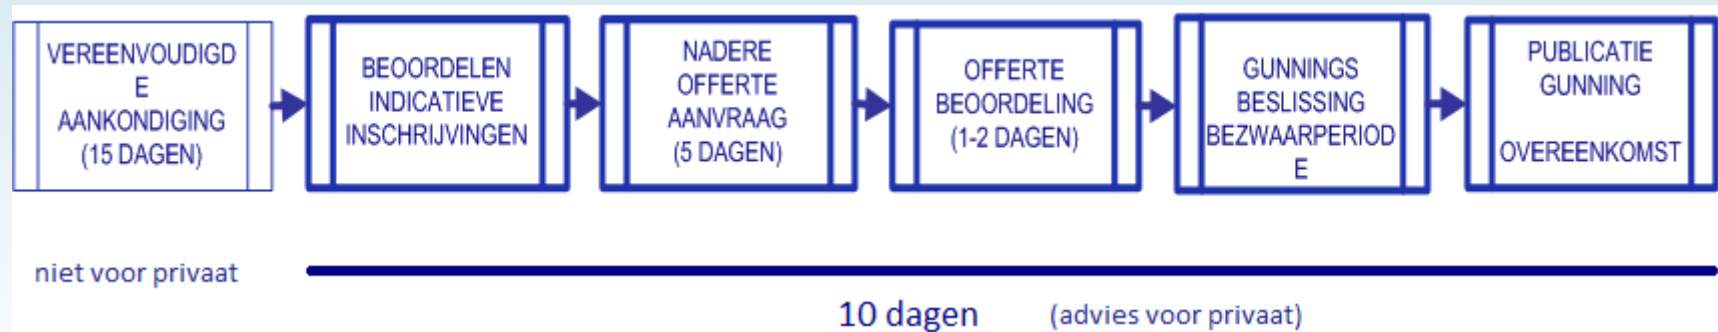 VEREENVOUDIGD
E
AANKONDIGING
(15 DAGEN)
BEOORDELEN
INDICATIEVE
INSCHRIJVINGEN
NADERE
OFFERTE
AANVRAAG
(5 DAGEN)
OFFERTE
BEOORDELING
(1-2 DAGEN)
GUNNINGS
BESLISSING
BEZWAARPERIOD
E
PUBLICATIE
GUNNING
OVEREENKOMST
niet voor privaat
10 dagen (advies voor privaat)